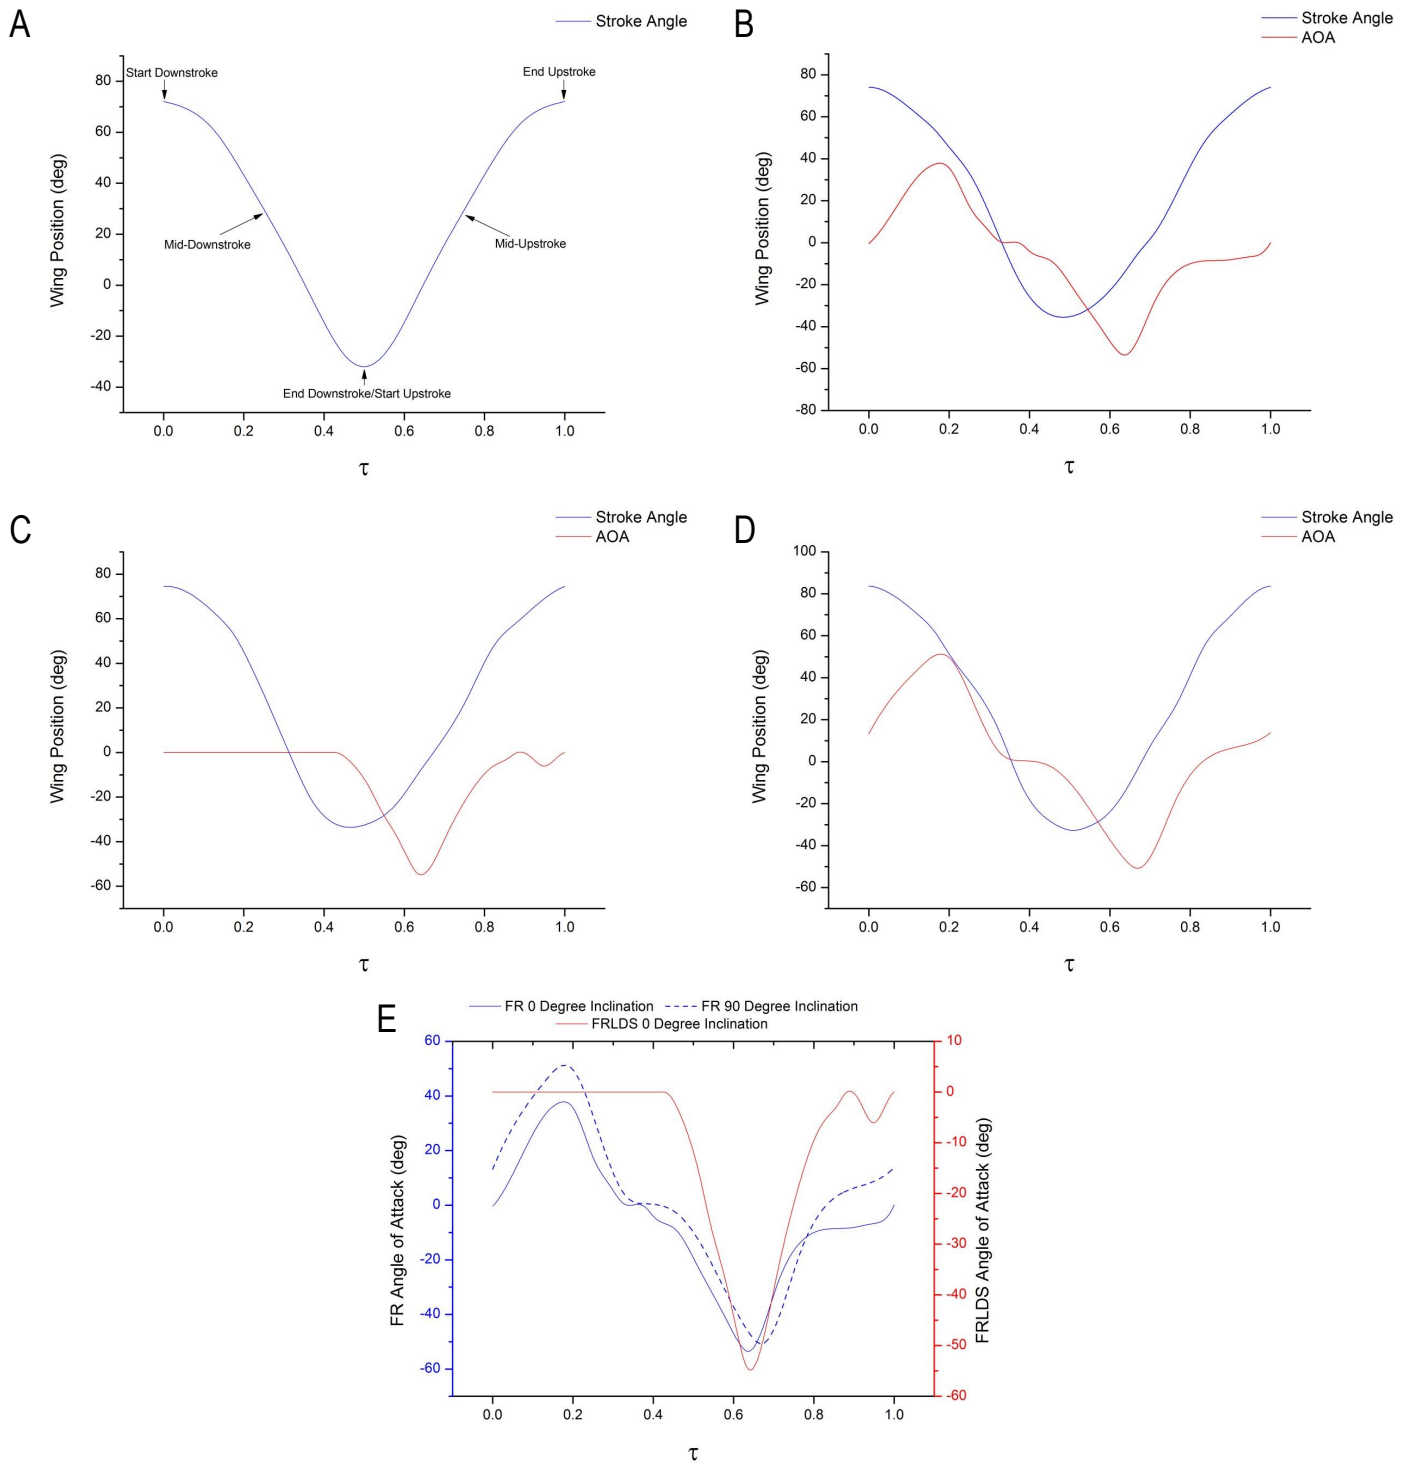 A
Stroke Angle
Start Downstroke
End Upstroke
Mid-Downstroke
Mid-Upstroke
End Downstroke/Start Upstroke
Wing Position (deg)
80
60
40
20
0
-20
-40
0.0 0.2 0.4 0.6 0.8 1.0
τ
B
Stroke Angle
AOA
Wing Position (deg)
80
60
40
20
0
-20
-40
-60
-80
0.0 0.2 0.4 0.6 0.8 1.0
τ
C
Stroke Angle
AOA
Wing Position (deg)
80
60
40
20
0
-20
-40
-60
0.0 0.2 0.4 0.6 0.8 1.0
τ
D
Stroke Angle
AOA
Wing Position (deg)
100
80
60
40
20
0
-20
-40
-60
0.0 0.2 0.4 0.6 0.8 1.0
τ
E
FR 0 Degree Inclination FR 90 Degree Inclination
FRLDS 0 Degree Inclination
FR Angle of Attack (deg)
60
40
20
0
-20
-40
-60
FRLDS Angle of Attack (deg)
10
0
-10
-20
-30
-40
-50
-60
0.0 0.2 0.4 0.6 0.8 1.0
τ